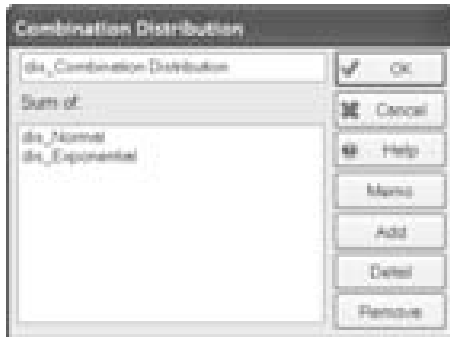 Combination Distribution
dis_Combination Distribution
OK
Sum of:
Cancel
dis_Normal
dis_Exponential
Help
Memo
Add
Detail
Remove